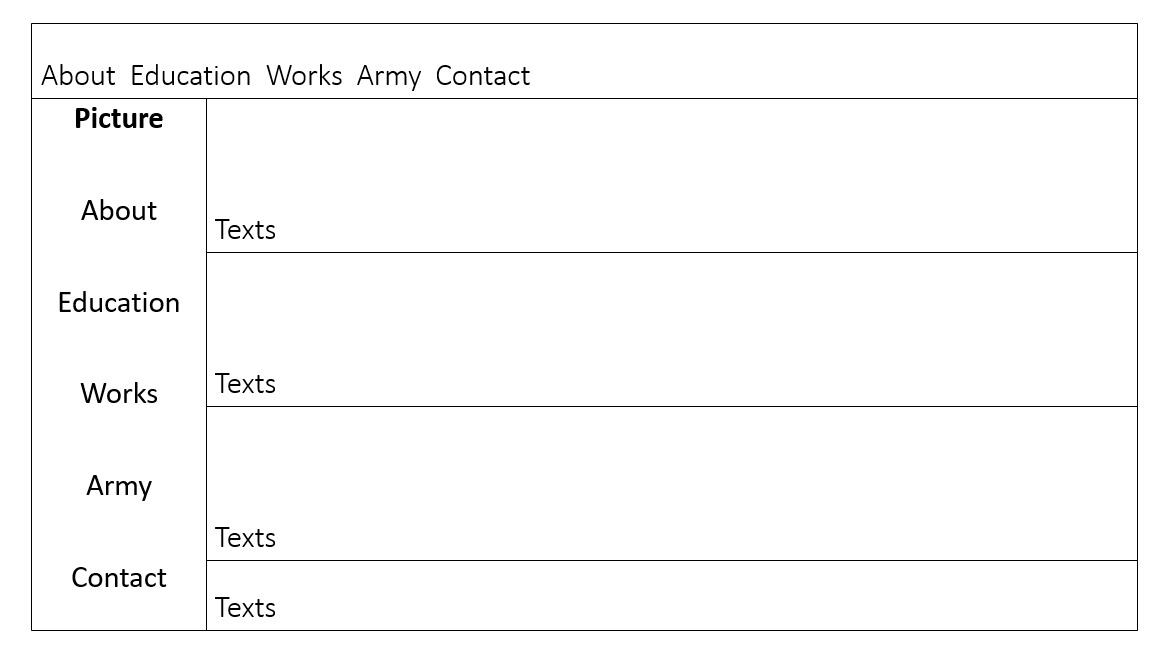 About Education Works Army Contact
Picture
About
Education
Works
Army
Contact
Texts
Texts
Texts
Texts